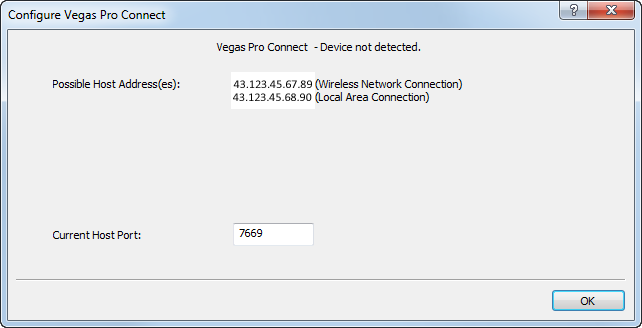 Configure Vegas Pro Connect
?
Vegas Pro Connect - Device not detected.
Possible Host Address(es): 43.123.45.67.89 (Wireless Network Connection)
43.123.45.68.90 (Local Area Connection)
Current Host Port: 7669
OK